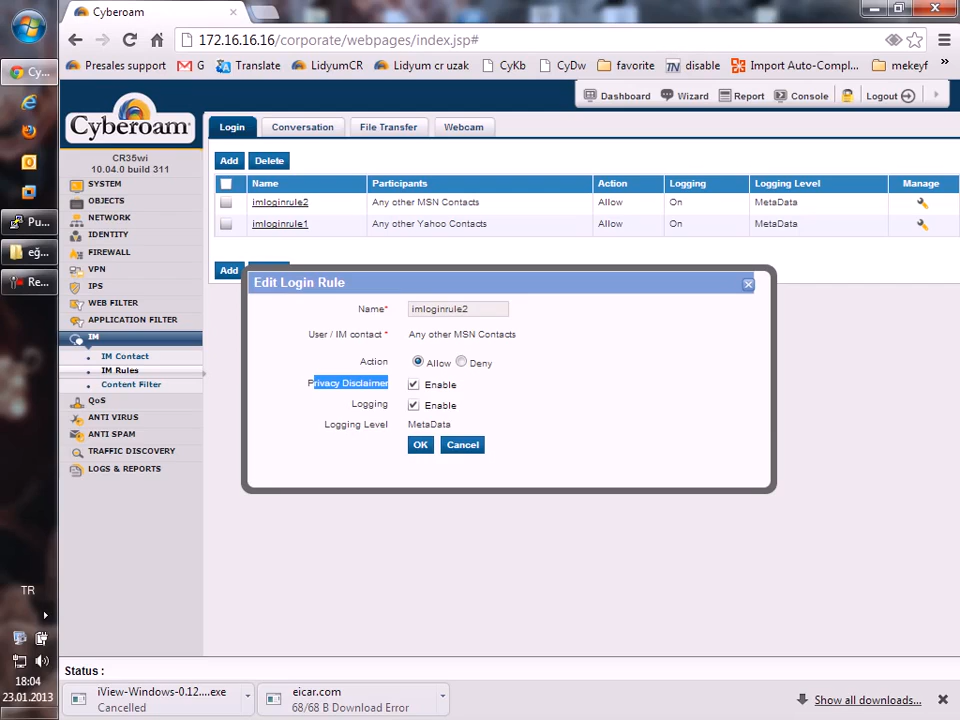 Cyberoam
172.16.16.16/corporate/webpages/index.jsp#
Presales support
G
Translate
LidyumCR
Lidyum cr uzak
CyKb
CyDw
favorite
disable
Import Auto-Compl...
mekeyf
»
Cy...
Pu...
eğ...
Re...
TR
18:04
23.01.2013
Dashboard
Wizard
Report
Console
Logout
Cyberoam
CR35wi
10.04.0 build 311
SYSTEM
OBJECTS
NETWORK
IDENTITY
FIREWALL
VPN
IPS
WEB FILTER
APPLICATION FILTER
IM
IM Contact
IM Rules
Content Filter
QoS
ANTI VIRUS
ANTI SPAM
TRAFFIC DISCOVERY
LOGS & REPORTS
Login
Conversation
File Transfer
Webcam
Add
Delete
Name Participants Action Logging Logging Level Manage
imloginrule2 Any other MSN Contacts Allow On MetaData
imloginrule1 Any other Yahoo Contacts Allow On MetaData
Add
Edit Login Rule
Name* imloginrule2
User / IM contact * Any other MSN Contacts
Action Allow Deny
Privacy Disclaimer Enable
Logging Enable
Logging Level MetaData
OK Cancel
Status :
iView-Windows-0.12....exe
Cancelled
eicar.com
68/68 B Download Error
Show all downloads...